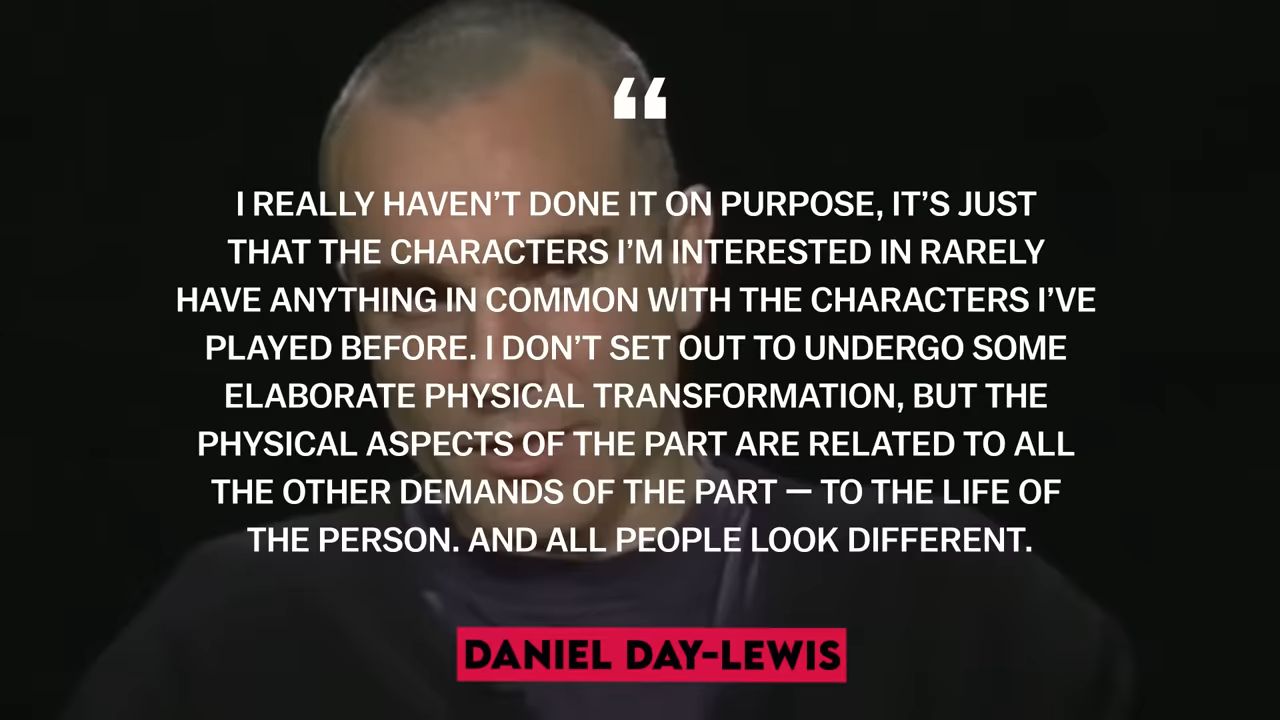 “
I REALLY HAVEN’T DONE IT ON PURPOSE, IT’S JUST
THAT THE CHARACTERS I’M INTERESTED IN RARELY
HAVE ANYTHING IN COMMON WITH THE CHARACTERS I’VE
PLAYED BEFORE. I DON’T SET OUT TO UNDERGO SOME
ELABORATE PHYSICAL TRANSFORMATION, BUT THE
PHYSICAL ASPECTS OF THE PART ARE RELATED TO ALL
THE OTHER DEMANDS OF THE PART — TO THE LIFE OF
THE PERSON. AND ALL PEOPLE LOOK DIFFERENT.
DANIEL DAY-LEWIS